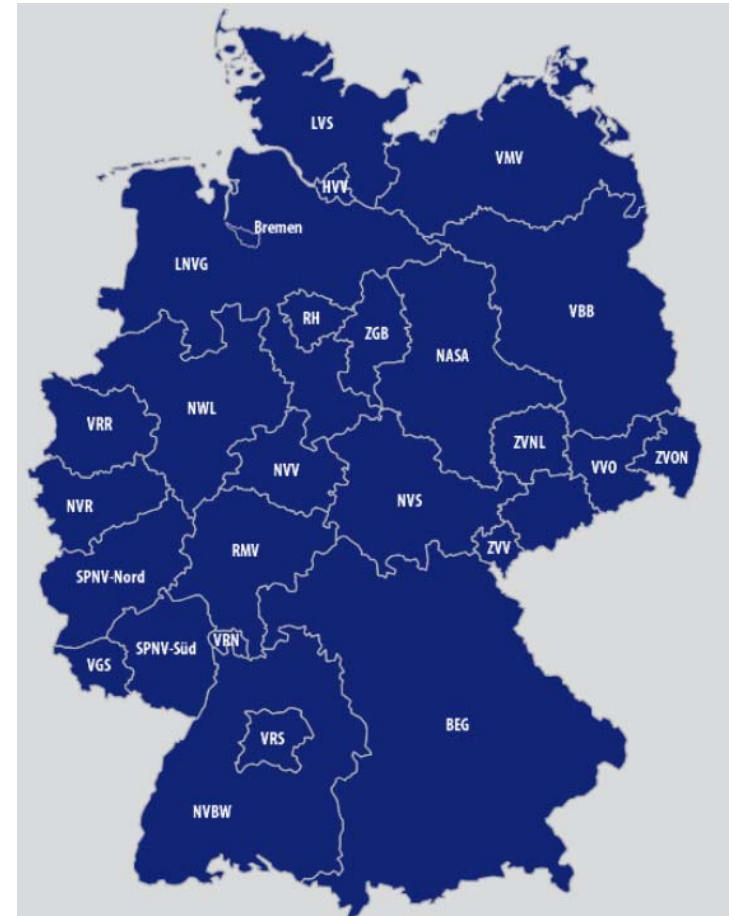 LVS
VMV
HVV
Bremen
LNVG
VBB
RH
ZGB
NASA
NWL
VRR
ZVNL
VVO
ZVON
NVV
NVR
NVS
ZVV
RMV
SPNV-Nord
VRN
SPNV-Süd
VGS
BEG
VRS
NVBW